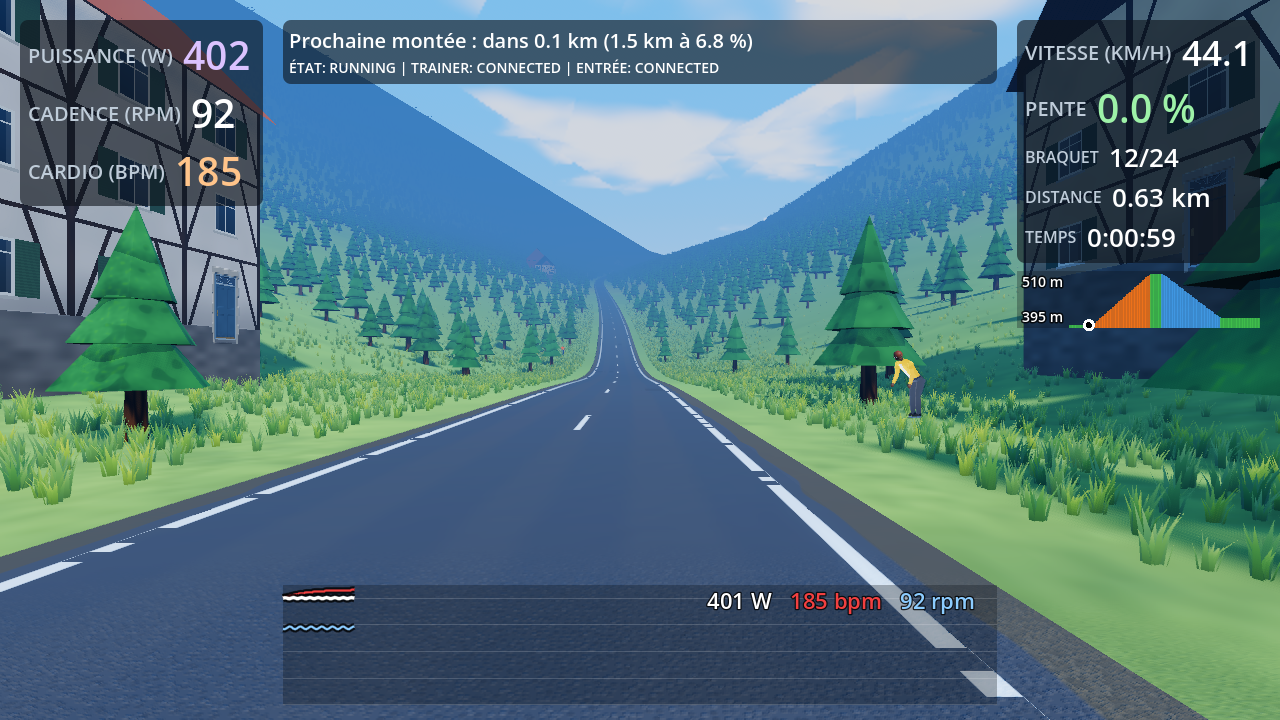 PUISSANCE (W) 402
CADENCE (RPM) 92
CARDIO (BPM) 185
Prochaine montée : dans 0.1 km (1.5 km à 6.8 %)
ÉTAT: RUNNING | TRAINER: CONNECTED | ENTRÉE: CONNECTED
VITESSE (KM/H) 44.1
PENTE 0.0 %
BRAQUET 12/24
DISTANCE 0.63 km
TEMPS 0:00:59
510 m
395 m
401 W 185 bpm 92 rpm